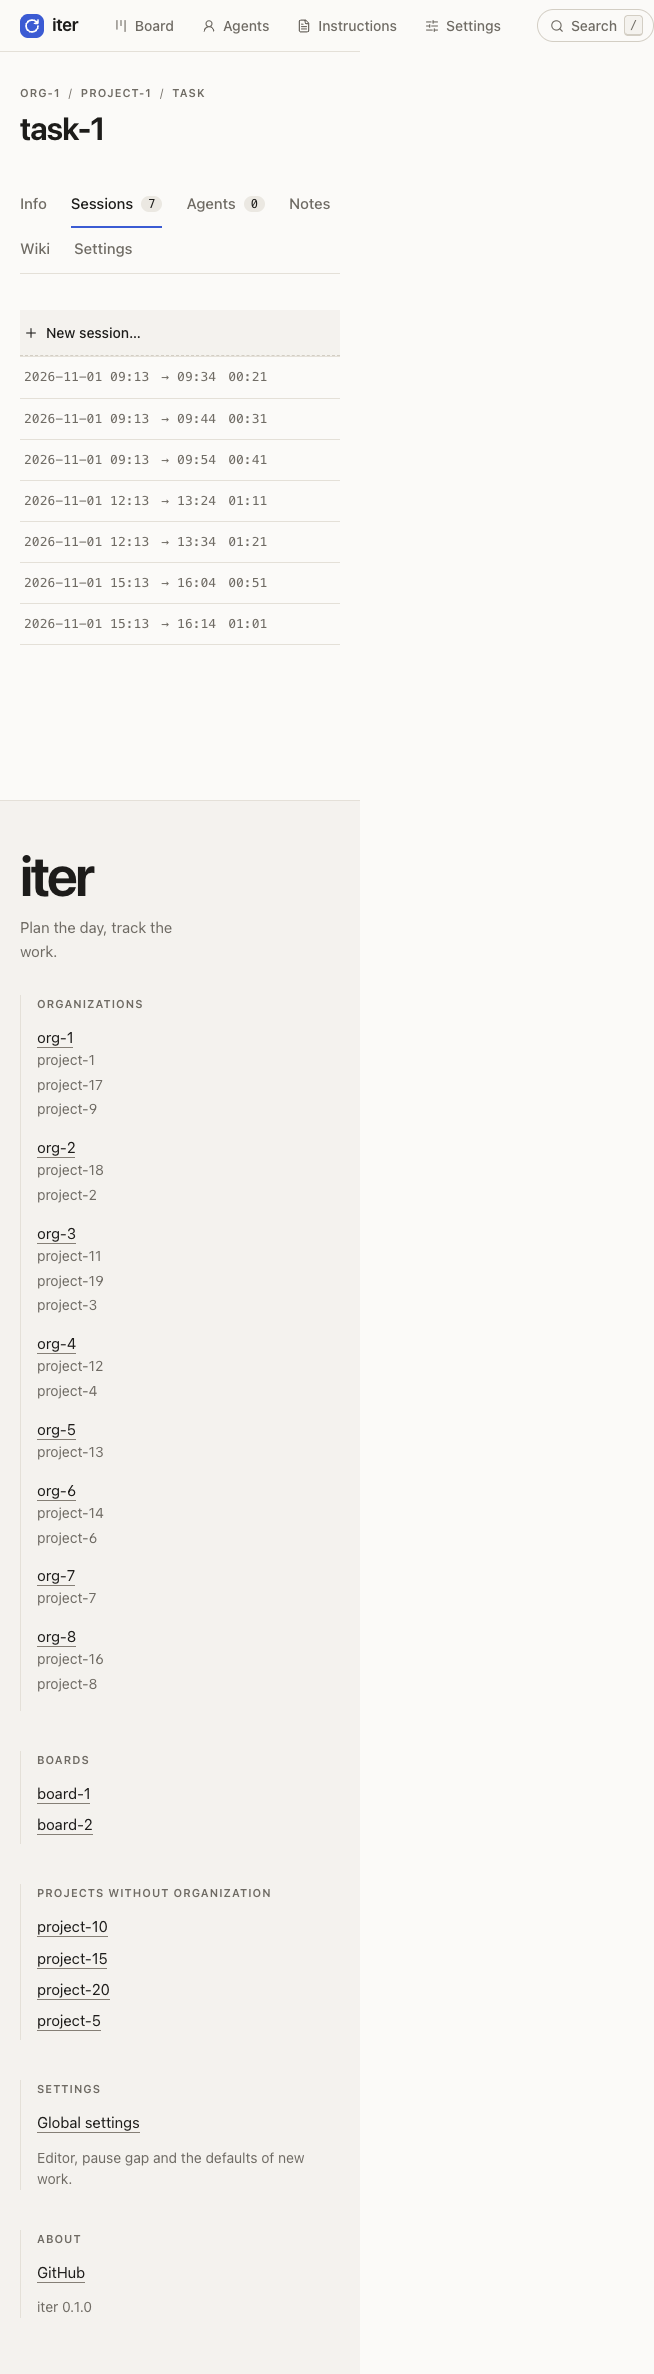 iter Board Agents Instructions Settings Search /
ORG-1 / PROJECT-1 / TASK
task-1
Info Sessions 7 Agents 0 Notes
Wiki Settings
+ New session...
2026-11-01 09:13 → 09:34 00:21
2026-11-01 09:13 → 09:44 00:31
2026-11-01 09:13 → 09:54 00:41
2026-11-01 12:13 → 13:24 01:11
2026-11-01 12:13 → 13:34 01:21
2026-11-01 15:13 → 16:04 00:51
2026-11-01 15:13 → 16:14 01:01
iter
Plan the day, track the
work.
ORGANIZATIONS
org-1
project-1
project-17
project-9
org-2
project-18
project-2
org-3
project-11
project-19
project-3
org-4
project-12
project-4
org-5
project-13
org-6
project-14
project-6
org-7
project-7
org-8
project-16
project-8
BOARDS
board-1
board-2
PROJECTS WITHOUT ORGANIZATION
project-10
project-15
project-20
project-5
SETTINGS
Global settings
Editor, pause gap and the defaults of new
work.
ABOUT
GitHub
iter 0.1.0